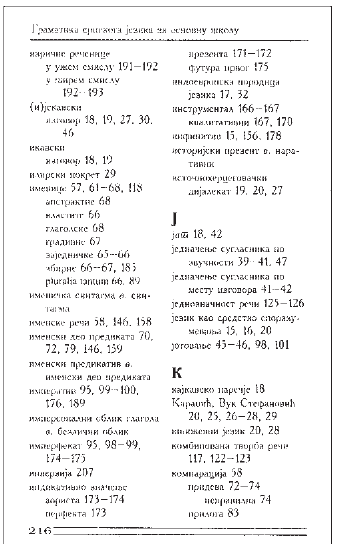 Граматика српскога језика за основну школу
изричне реченице
у ужем смислу 191–192
у ширем смислу
192–193
(и)јекавски
изговор 18, 19, 27, 30,
46
икавски
изговор 18, 19
илирски покрет 29
именице 57, 61–68, 118
апстрактне 68
властите 66
глаголске 68
градивне 67
заједничке 65–66
збирне 66–67, 185
pluralia tantum 66, 89
именичка синтагма в. син-
тагма
именске речи 58, 146, 158
именски део предиката 70,
72, 79, 146, 159
именски предикатив в.
именски део предиката
императив 95, 99–100,
176, 189
имперсонални облик глагола
в. безлични облик
имперфекат 95, 98–99,
174–175
инверзија 207
индикативно значење
аориста 173–174
перфекта 173
презента 171–172
футура првог 175
индоевропска породица
језика 17, 32
инструментал 166–167
квалитативни 167, 170
инфинитив 15, 156, 178
историјски презент в. нара-
тивни
источнохерцеговачки
дијалекат 19, 20, 27
Ј
јат 18, 42
једначење сугласника по
звучности 39–41, 47
једначење сугласника по
месту изговора 41–42
једнозначност речи 125–126
језик као средство споразу-
мевања 15, 16, 20
јотовање 45–46, 98, 101
К
кајкавско наречје 18
Караџић, Вук Стефановић
20, 25, 26–28, 29
књижевни језик 20, 28
комбинована творба речи
117, 122–123
компарација 58
придева 72–74
неправилна 74
прилога 83
216